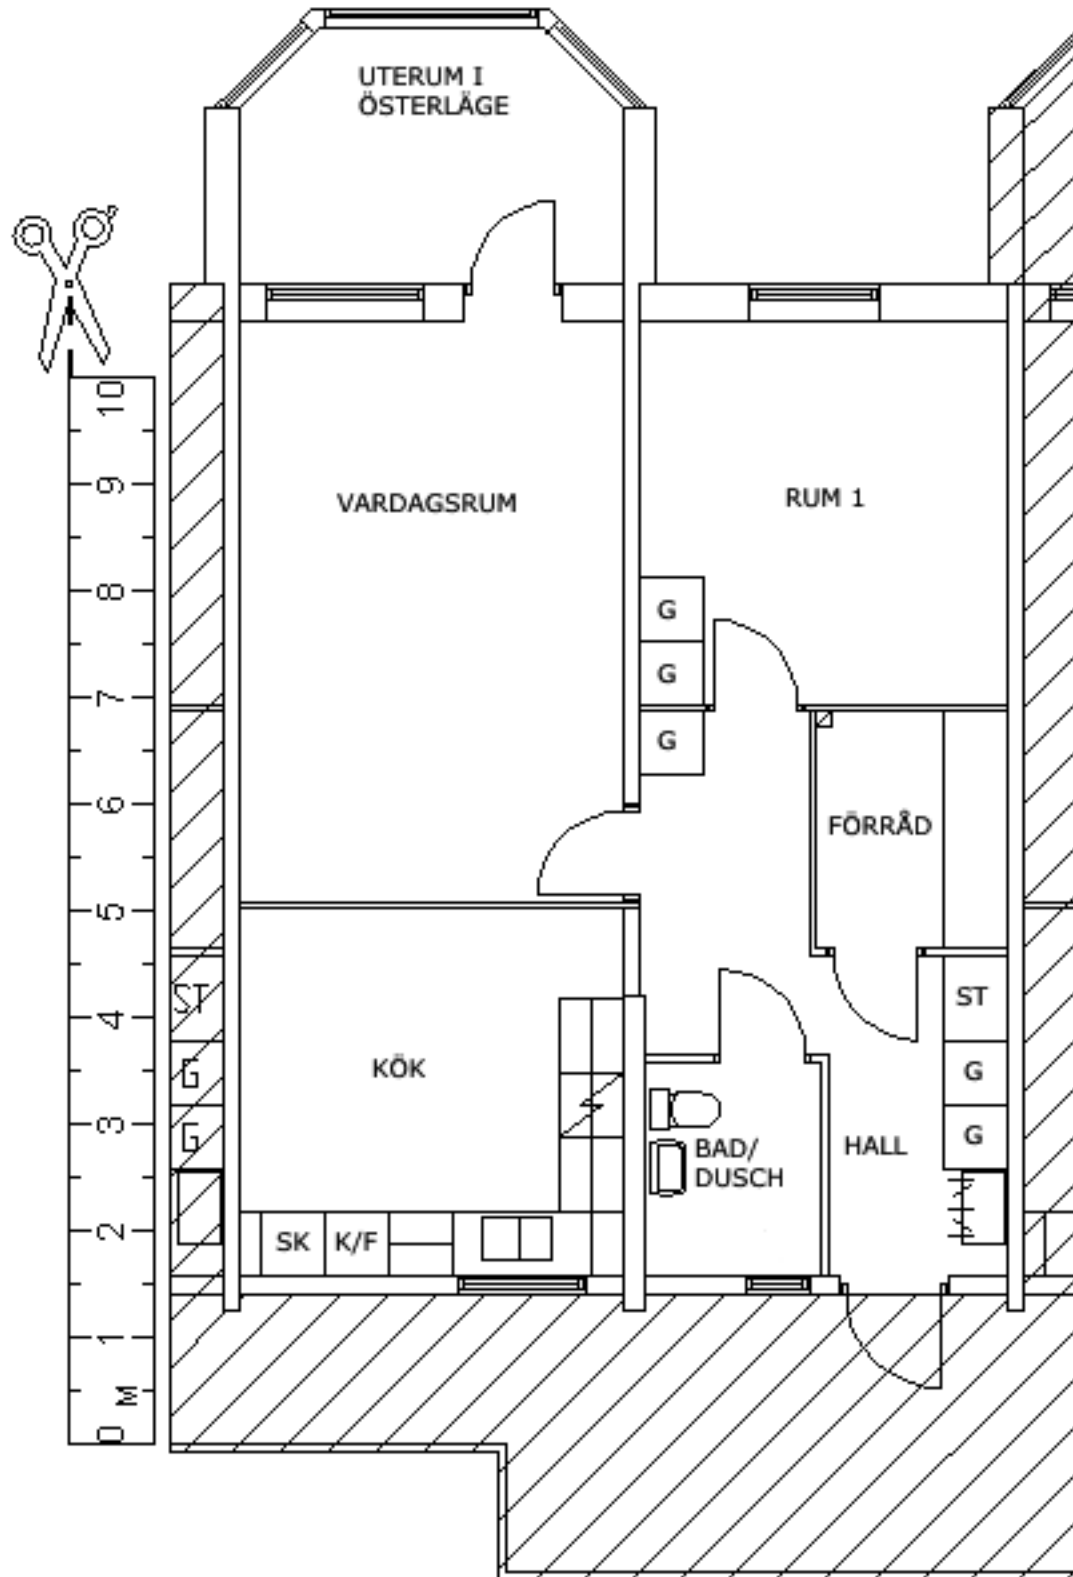 UTERUM I
ÖSTERLÄGE
VARDAGSRUM
RUM 1
G
G
G
FÖRRÅD
ST
G
G
KÖK
BAD/
DUSCH
HALL
SK
K/F
ST
G
G
10
9
8
7
6
5
4
3
2
1
M
0